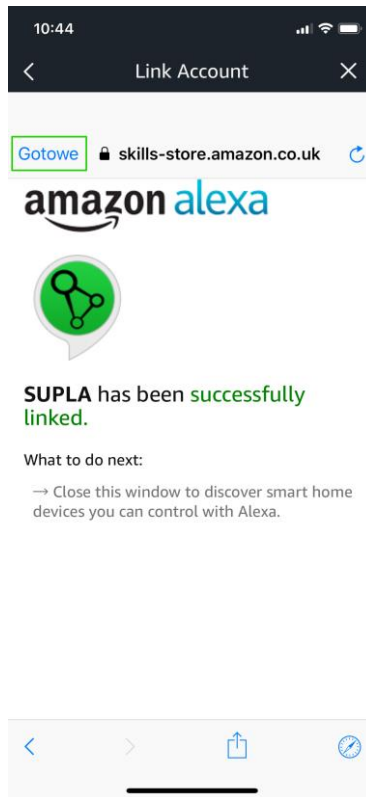 10:44
Link Account
Gotowe skills-store.amazon.co.uk
amazon alexa
SUPLA has been successfully
linked.
What to do next:
→ Close this window to discover smart home
devices you can control with Alexa.